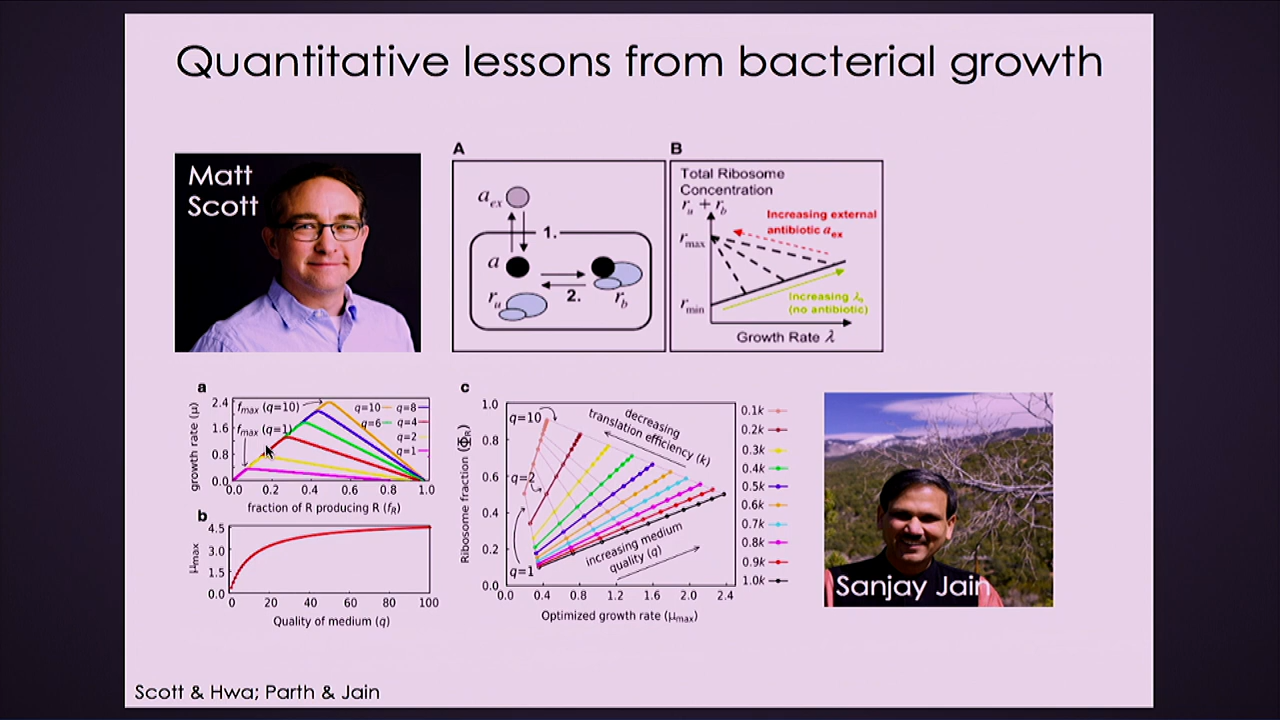 Quantitative lessons from bacterial growth
Matt
Scott
A
a_ex
1.
a
2.
r_u
r_b
B
Total Ribosome
Concentration
r_u + r_b
Increasing external
antibiotic a_ex
r_max
r_min
Increasing λ₀
(no antibiotic)
Growth Rate λ
a
growth rate (μ)
2.4
1.6
0.8
0.0
f_max (q=10)
f_max (q=1)
q=10
q=8
q=6
q=4
q=2
q=1
0.0 0.2 0.4 0.6 0.8 1.0
fraction of R producing R (f_R)
b
μ_max
4.5
3.0
1.5
0.0
0 20 40 60 80 100
Quality of medium (q)
c
Ribosome fraction (Φ_R)
1.0
0.8
0.6
0.4
0.2
0.0
q=10
q=2
q=1
decreasing
translation efficiency (k)
increasing medium
quality (q)
0.0 0.4 0.8 1.2 1.6 2.0 2.4
Optimized growth rate (μ_max)
0.1k
0.2k
0.3k
0.4k
0.5k
0.6k
0.7k
0.8k
0.9k
1.0k
Sanjay Jain
Scott & Hwa; Parth & Jain